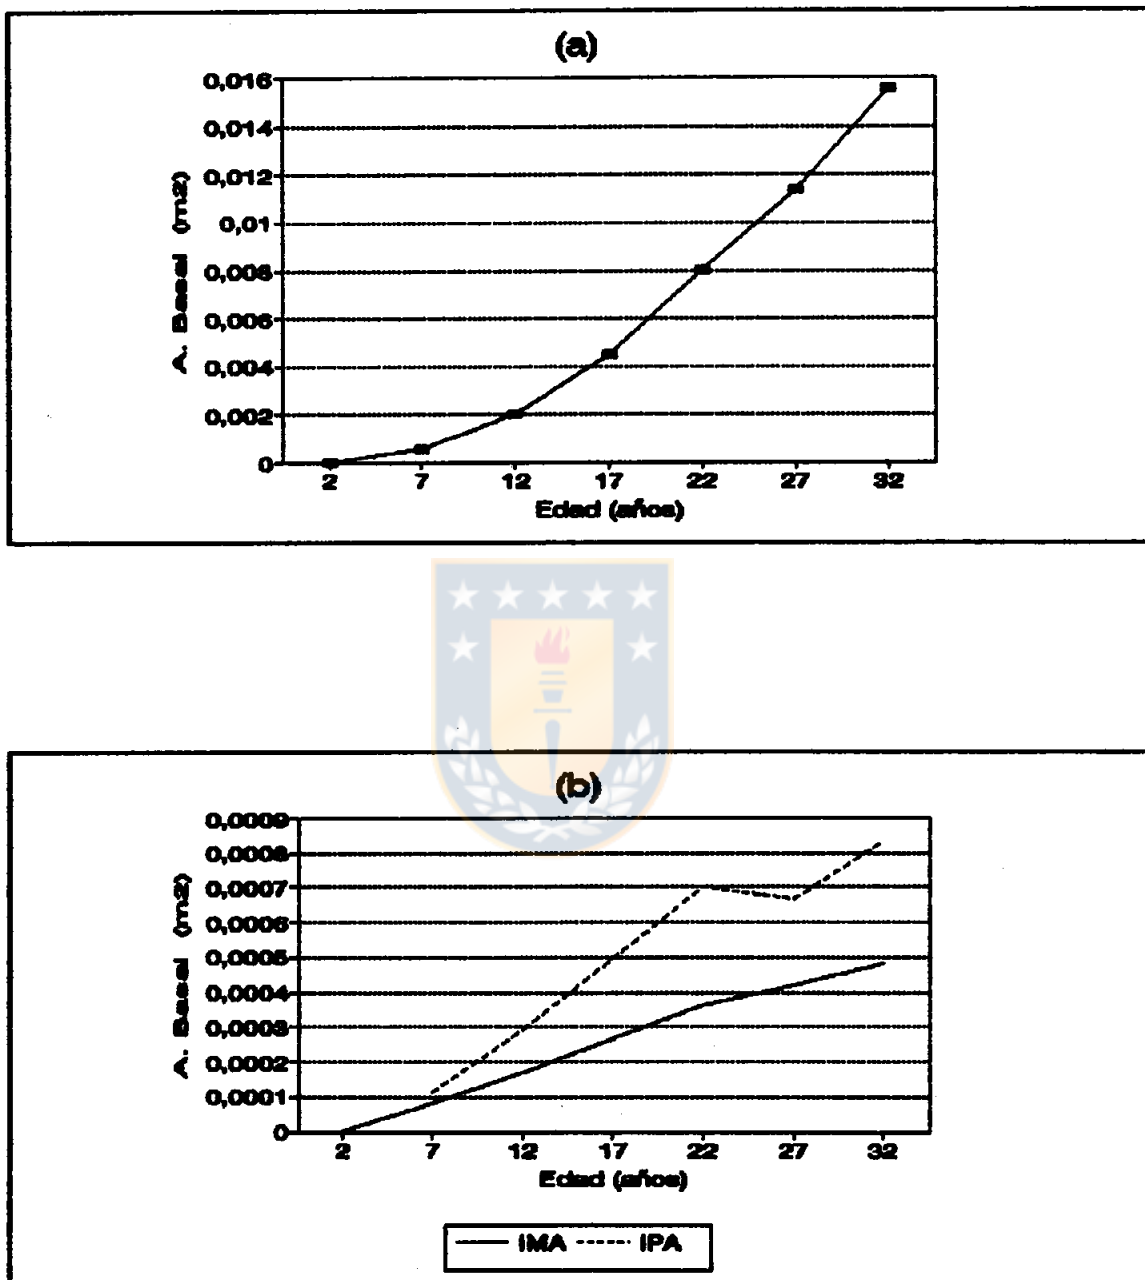 (a)
0,016
0,014
0,012
0,01
0,008
0,006
0,004
0,002
0
A. Basal (m2)
2 7 12 17 22 27 32
Edad (años)
(b)
0,0009
0,0008
0,0007
0,0006
0,0005
0,0004
0,0003
0,0002
0,0001
0
A. Basal (m2)
2 7 12 17 22 27 32
Edad (años)
IMA IPA